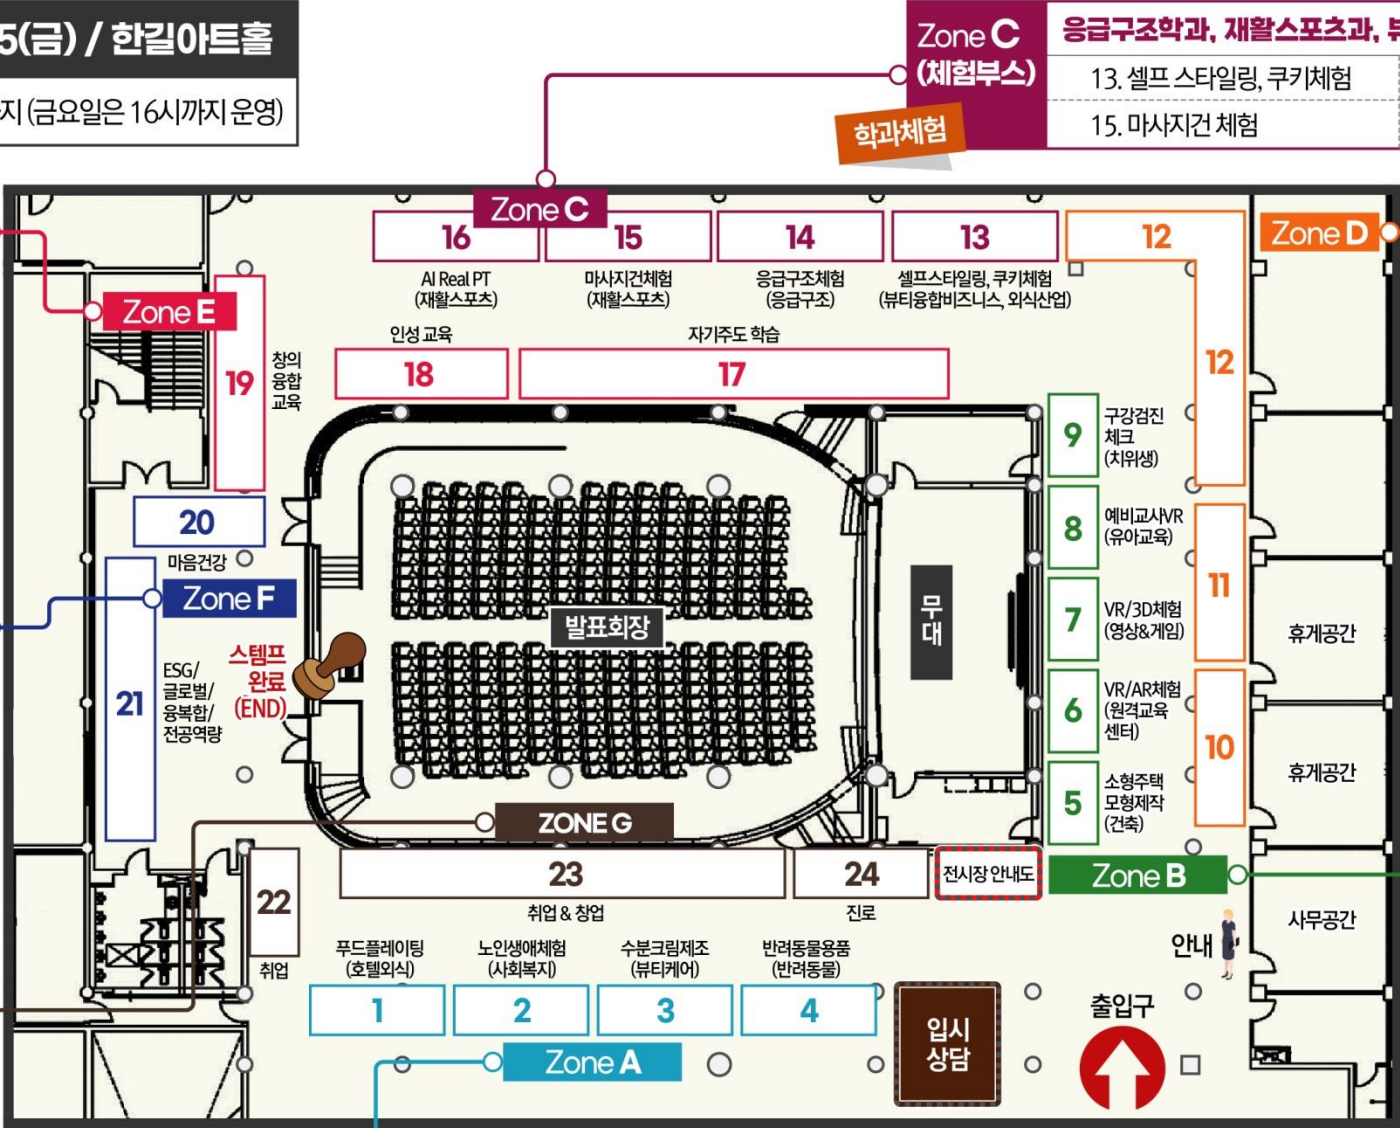 5(금) / 한길아트홀
지 (금요일은 16시까지 운영)
Zone C
(체험부스)
응급구조학과, 재활스포츠과,
13. 셀프 스타일링, 쿠키체험
15. 마사지건 체험
학과체험
Zone C
16
15
14
13
12
Zone D
AI Real PT
(재활스포츠)
마사지건체험
(재활스포츠)
응급구조체험
(응급구조)
셀프스타일링, 쿠키체험
(뷰티융합비즈니스, 외식산업)
Zone E
인성 교육
자기주도 학습
19
창의
융합
교육
18
17
12
9
구강검진
체크
(치위생)
20
마음건강
8
예비교사VR
(유아교육)
Zone F
발표회장
무대
7
VR/3D체험
(영상&게임)
11
휴게공간
스템프
완료
(END)
21
ESG/
글로벌/
융복합/
전공역량
6
VR/AR체험
(원격교육
센터)
10
휴게공간
5
소형주택
모형제작
(건축)
ZONE G
22
취업
23
취업 & 창업
24
진로
전시장 안내도
Zone B
사무공간
안내
푸드플레이팅
(호텔외식)
노인생애체험
(사회복지)
수분크림제조
(뷰티케어)
반려동물용품
(반려동물)
1
2
3
4
Zone A
입시
상담
출입구